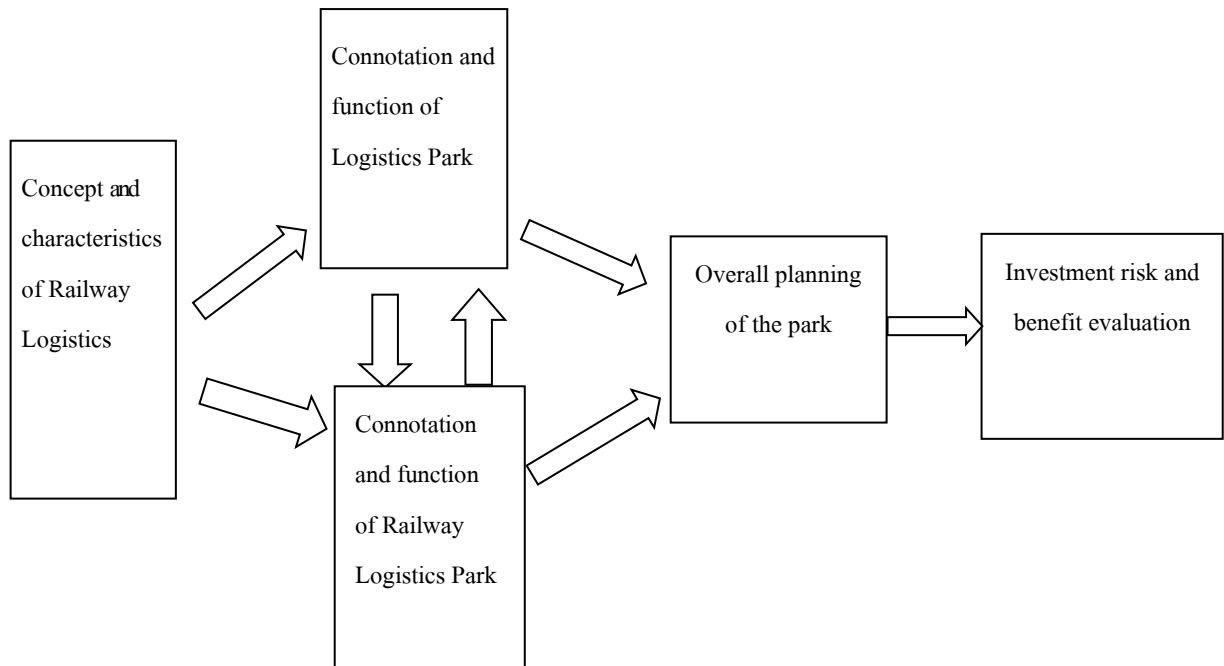 Concept and
characteristics
of Railway
Logistics
Connotation and
function of
Logistics Park
Connotation
and function
of Railway
Logistics Park
Overall planning
of the park
Investment risk and
benefit evaluation